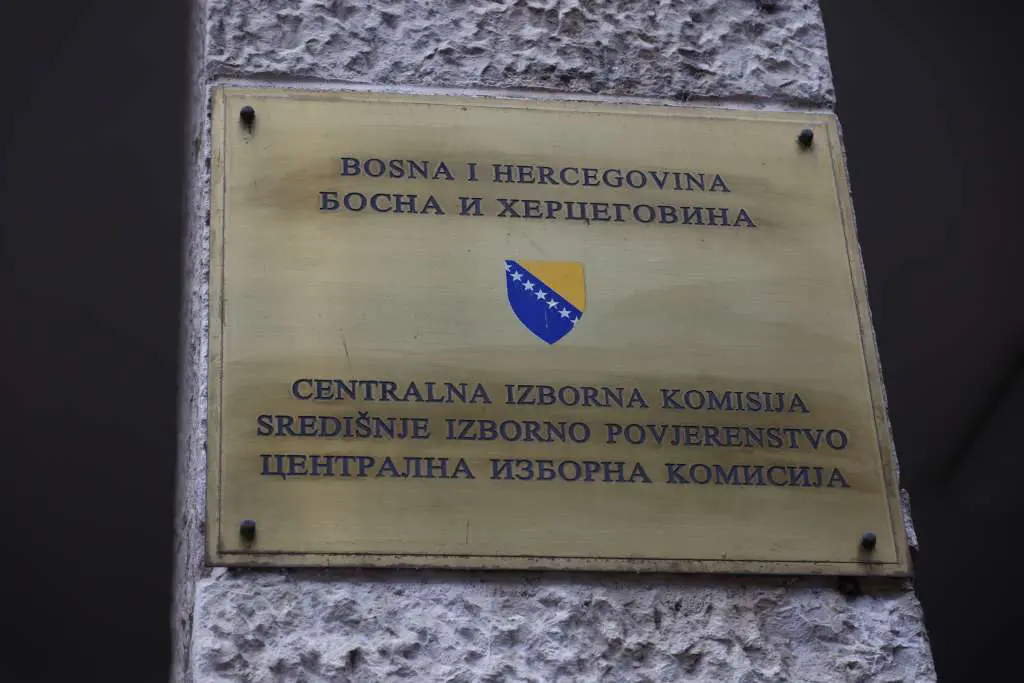 BOSNA I HERCEGOVINA
БОСНА И ХЕРЦЕГОВИНА
CENTRALNA IZBORNA KOMISIJA
SREDIŠNJE IZBORNO POVJERENSTVO
ЦЕНТРАЛНА ИЗБОРНА КОМИСИЈА